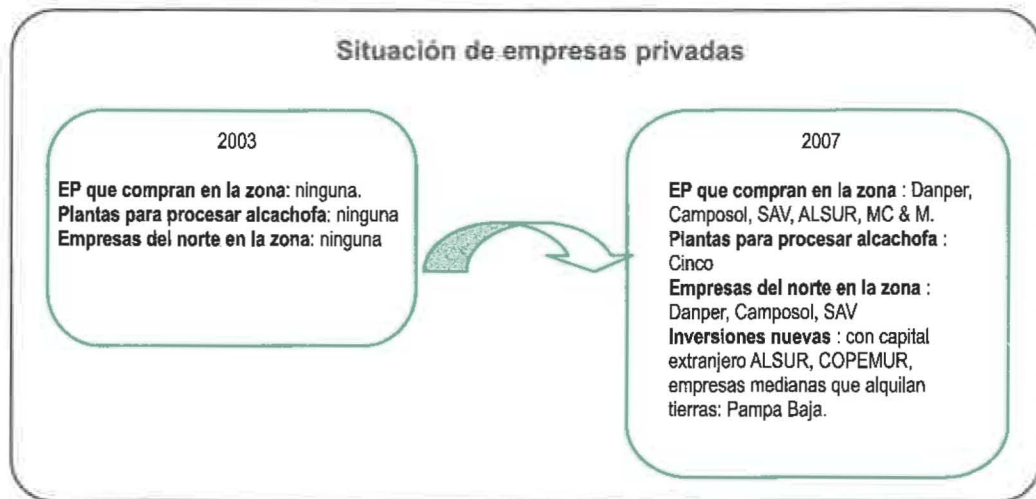 Situación de empresas privadas
2003
EP que compran en la zona: ninguna.
Plantas para procesar alcachofa: ninguna
Empresas del norte en la zona: ninguna
2007
EP que compran en la zona : Danper,
Camposol, SAV, ALSUR, MC & M.
Plantas para procesar alcachofa :
Cinco
Empresas del norte en la zona :
Danper, Camposol, SAV
Inversiones nuevas : con capital
extranjero ALSUR, COPEMUR,
empresas medianas que alquilan
tierras: Pampa Baja.